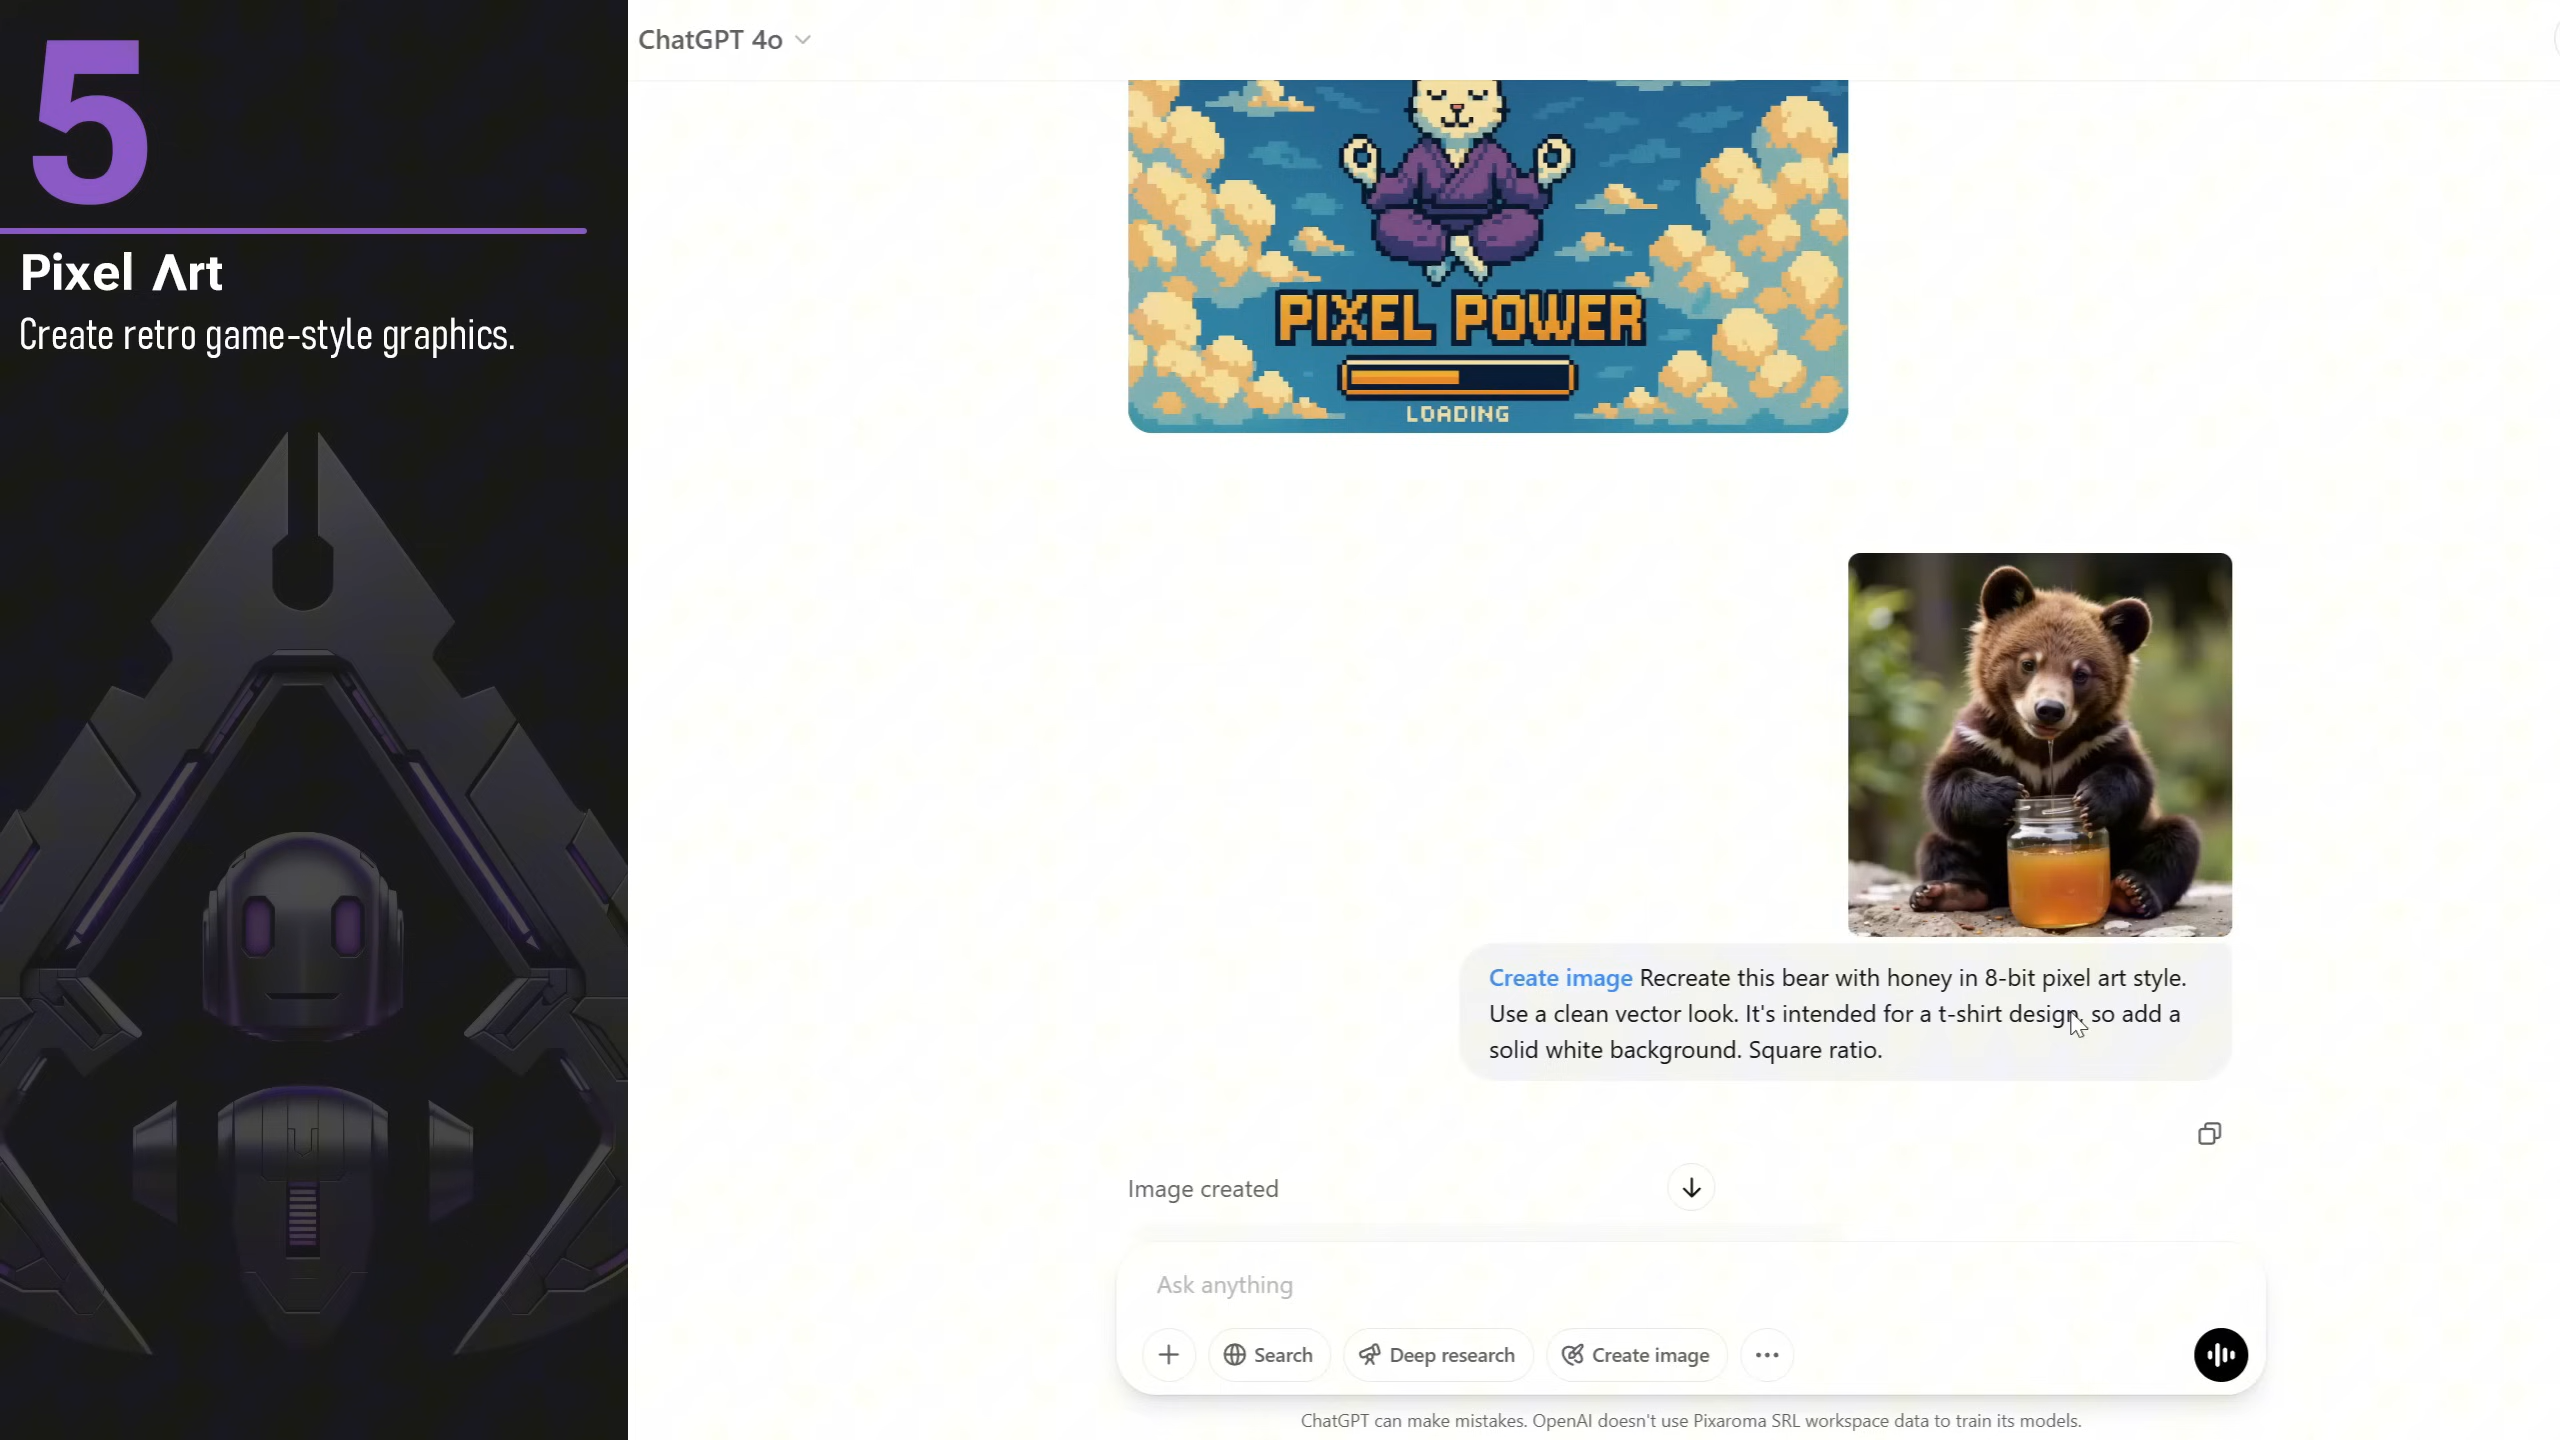 5
Pixel Art
Create retro game-style graphics.
ChatGPT 4o
PIXEL POWER
LOADING
Create image Recreate this bear with honey in 8-bit pixel art style.
Use a clean vector look. It's intended for a t-shirt design, so add a
solid white background. Square ratio.
Image created
Ask anything
Search
Deep research
Create image
ChatGPT can make mistakes. OpenAI doesn't use Pixaroma SRL workspace data to train its models.